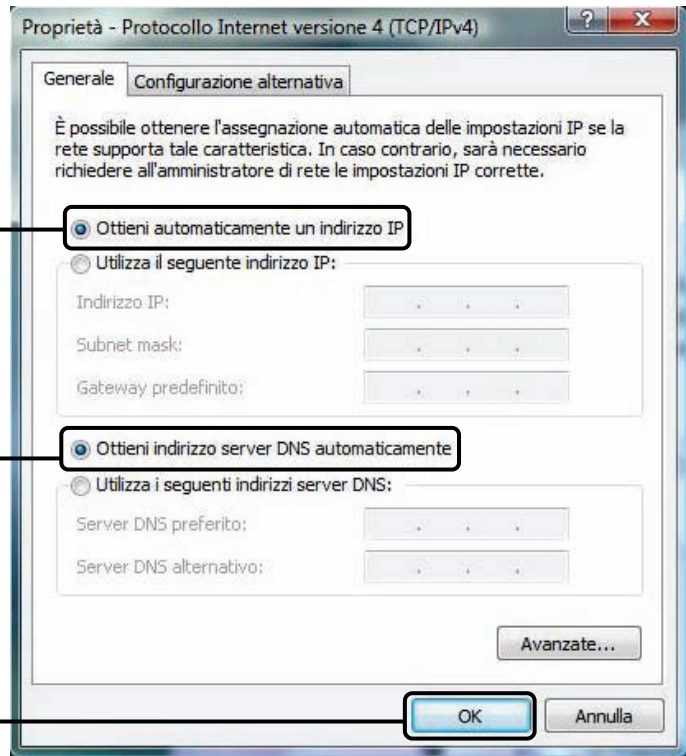 Proprietà - Protocollo Internet versione 4 (TCP/IPv4)
Generale
Configurazione alternativa
È possibile ottenere l'assegnazione automatica delle impostazioni IP se la
rete supporta tale caratteristica. In caso contrario, sarà necessario
richiedere all'amministratore di rete le impostazioni IP corrette.
Ottieni automaticamente un indirizzo IP
Utilizza il seguente indirizzo IP:
Indirizzo IP:
Subnet mask:
Gateway predefinito:
Ottieni indirizzo server DNS automaticamente
Utilizza i seguenti indirizzi server DNS:
Server DNS preferito:
Server DNS alternativo:
Avanzate...
OK
Annulla